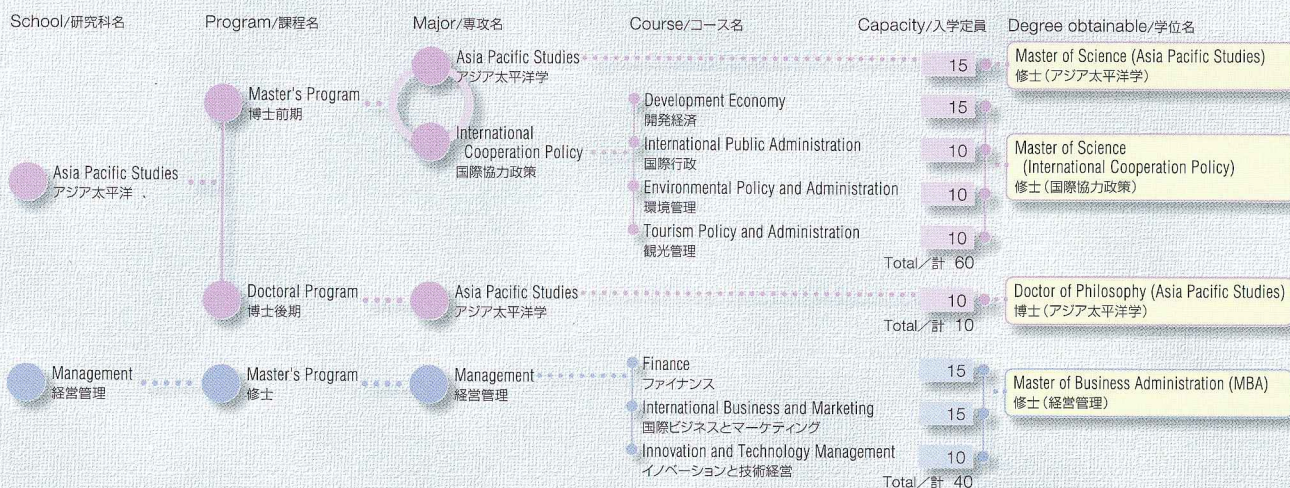 School/研究科名
Program/課程名
Major/専攻名
Course/コース名
Capacity/入学定員
Degree obtainable/学位名
Asia Pacific Studies
アジア太平洋学
15
Master of Science (Asia Pacific Studies)
修士(アジア太平洋学)
Master's Program
博士前期
Development Economy
開発経済
15
International
Cooperation Policy
国際協力政策
International Public Administration
国際行政
10
Master of Science
(International Cooperation Policy)
修士(国際協力政策)
Asia Pacific Studies
アジア太平洋
Environmental Policy and Administration
環境管理
10
Tourism Policy and Administration
観光管理
10
Total/計 60
Doctoral Program
博士後期
Asia Pacific Studies
アジア太平洋学
10
Total/計 10
Doctor of Philosophy (Asia Pacific Studies)
博士(アジア太平洋学)
Management
経営管理
Master's Program
修士
Management
経営管理
Finance
ファイナンス
15
International Business and Marketing
国際ビジネスとマーケティング
15
Innovation and Technology Management
イノベーションと技術経営
10
Total/計 40
Master of Business Administration (MBA)
修士(経営管理)